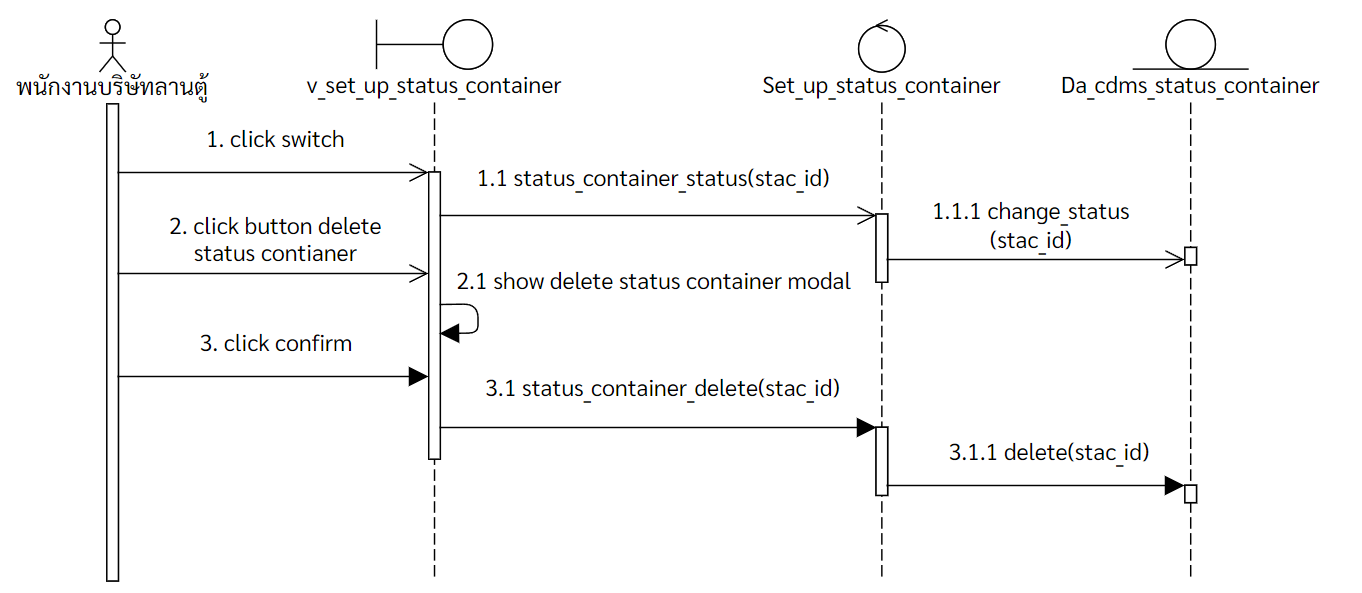 พนักงานบริษัทลานตู้
v_set_up_status_container
Set_up_status_container
Da_cdms_status_container
1. click switch
1.1 status_container_status(stac_id)
1.1.1 change_status
(stac_id)
2. click button delete
status contianer
2.1 show delete status container modal
3. click confirm
3.1 status_container_delete(stac_id)
3.1.1 delete(stac_id)